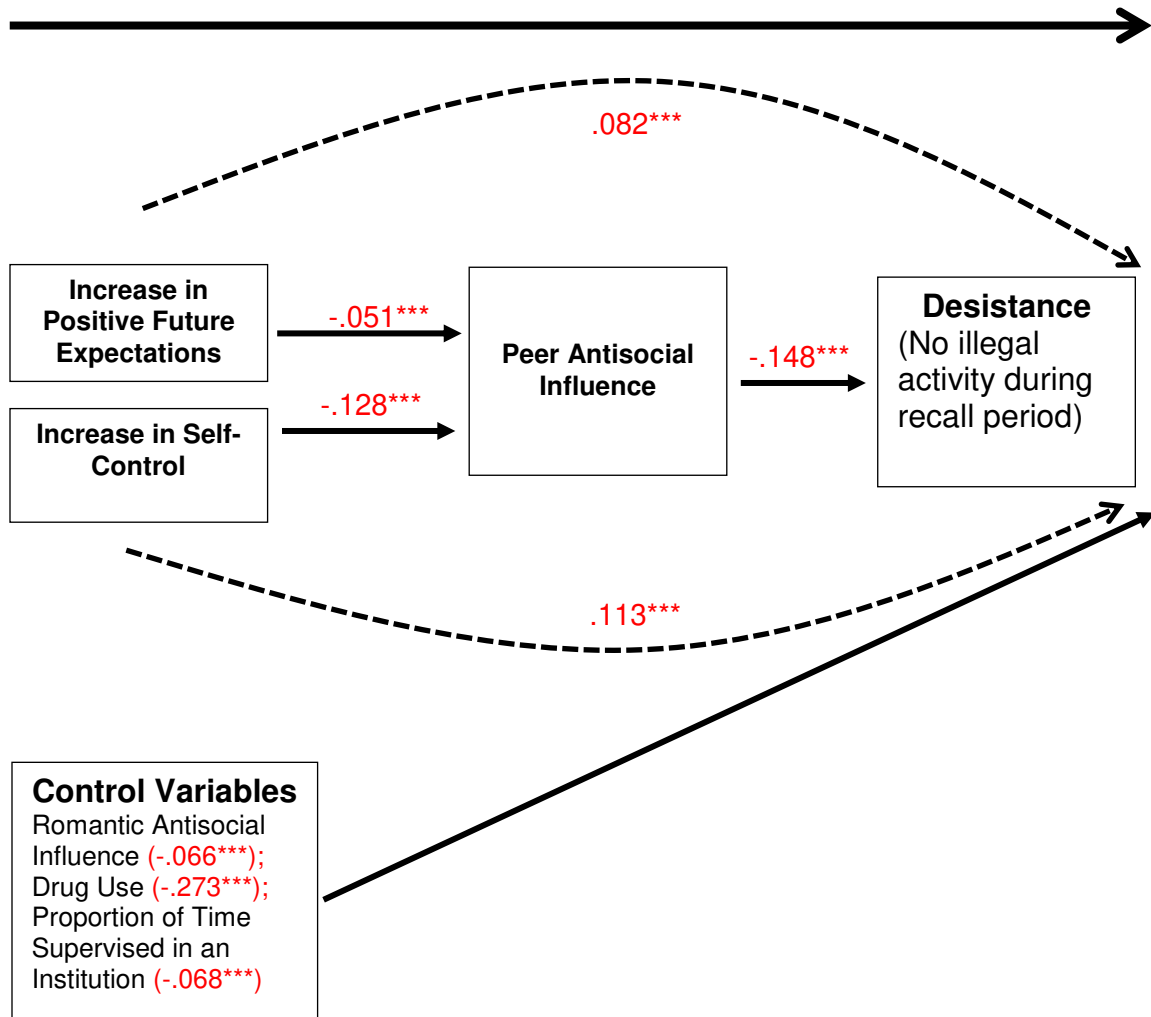 .082***
Increase in
Positive Future
Expectations
-.051***
Increase in Self-
Control
-.128***
Peer Antisocial
Influence
-.148***
Desistance
(No illegal
activity during
recall period)
.113***
Control Variables
Romantic Antisocial
Influence (-.066***);
Drug Use (-.273***);
Proportion of Time
Supervised in an
Institution (-.068***)